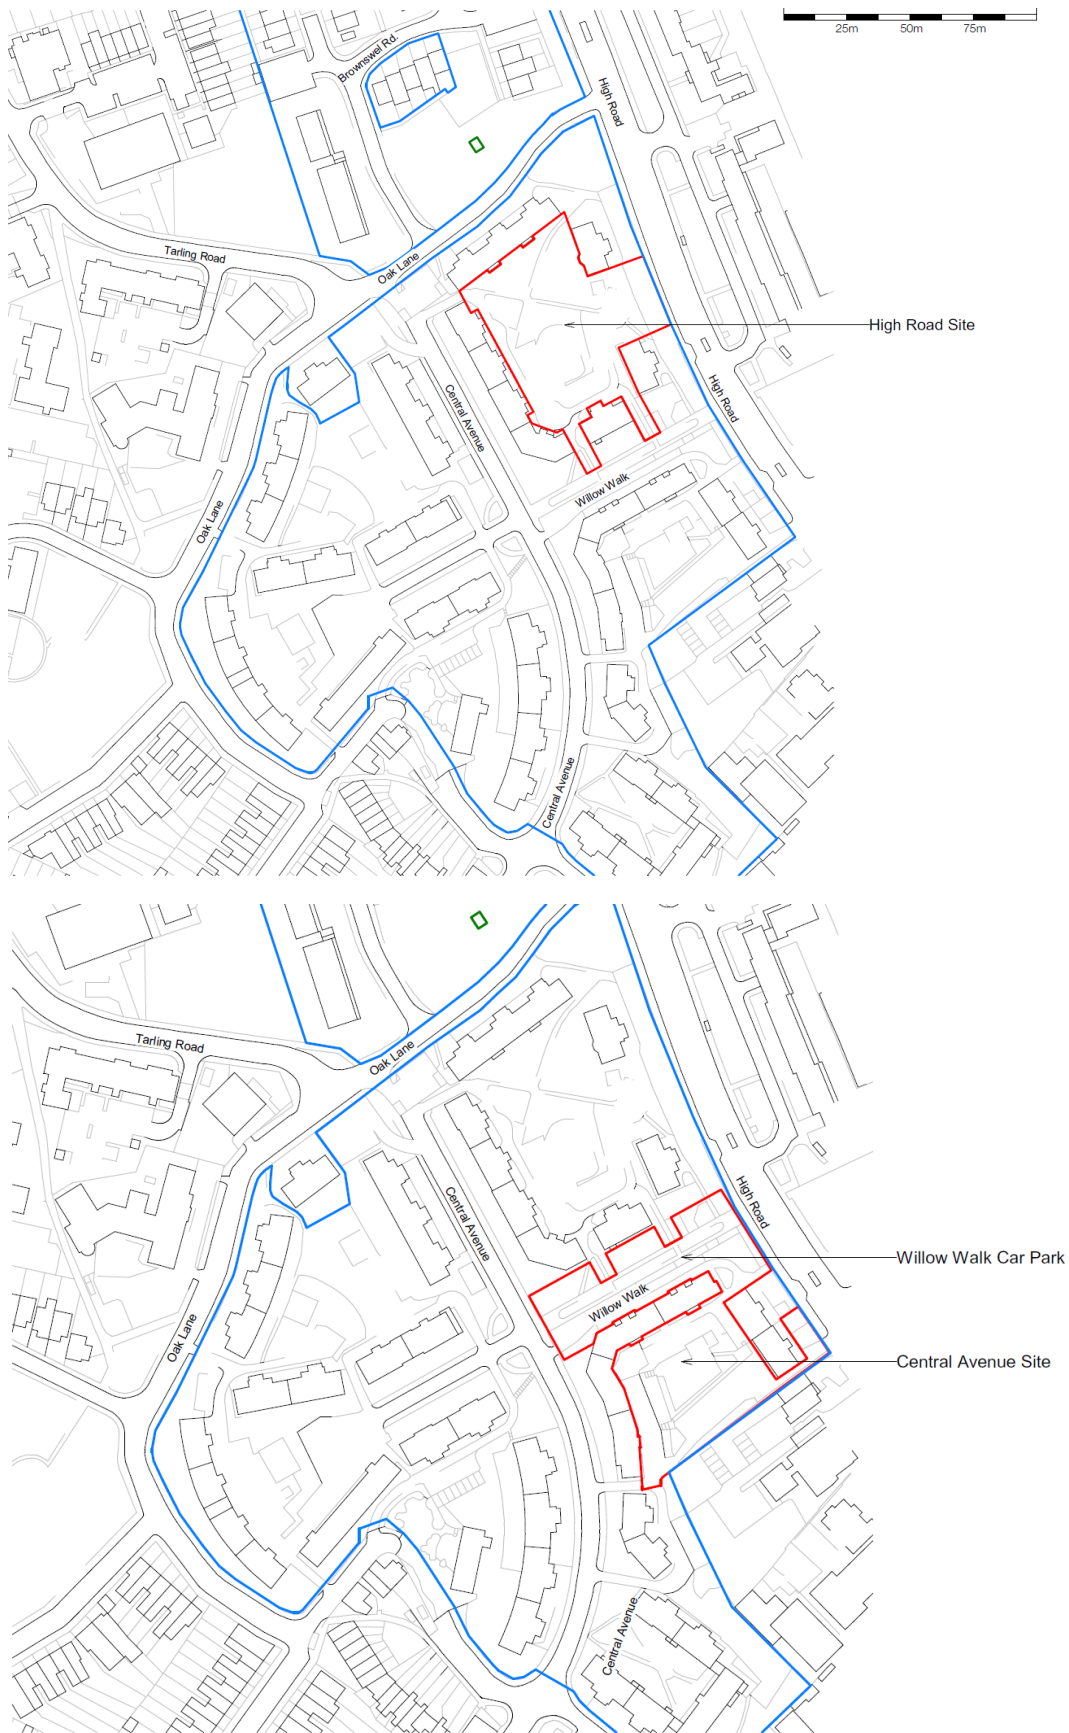 25m 50m 75m
Brownswel Rd.
High Road
Tarling Road
Oak Lane
High Road Site
Central Avenue
High Road
Willow Walk
Oak Lane
Central Avenue
Tarling Road
Oak Lane
Central Avenue
High Road
Willow Walk Car Park
Willow Walk
Oak Lane
Central Avenue Site
Central Avenue